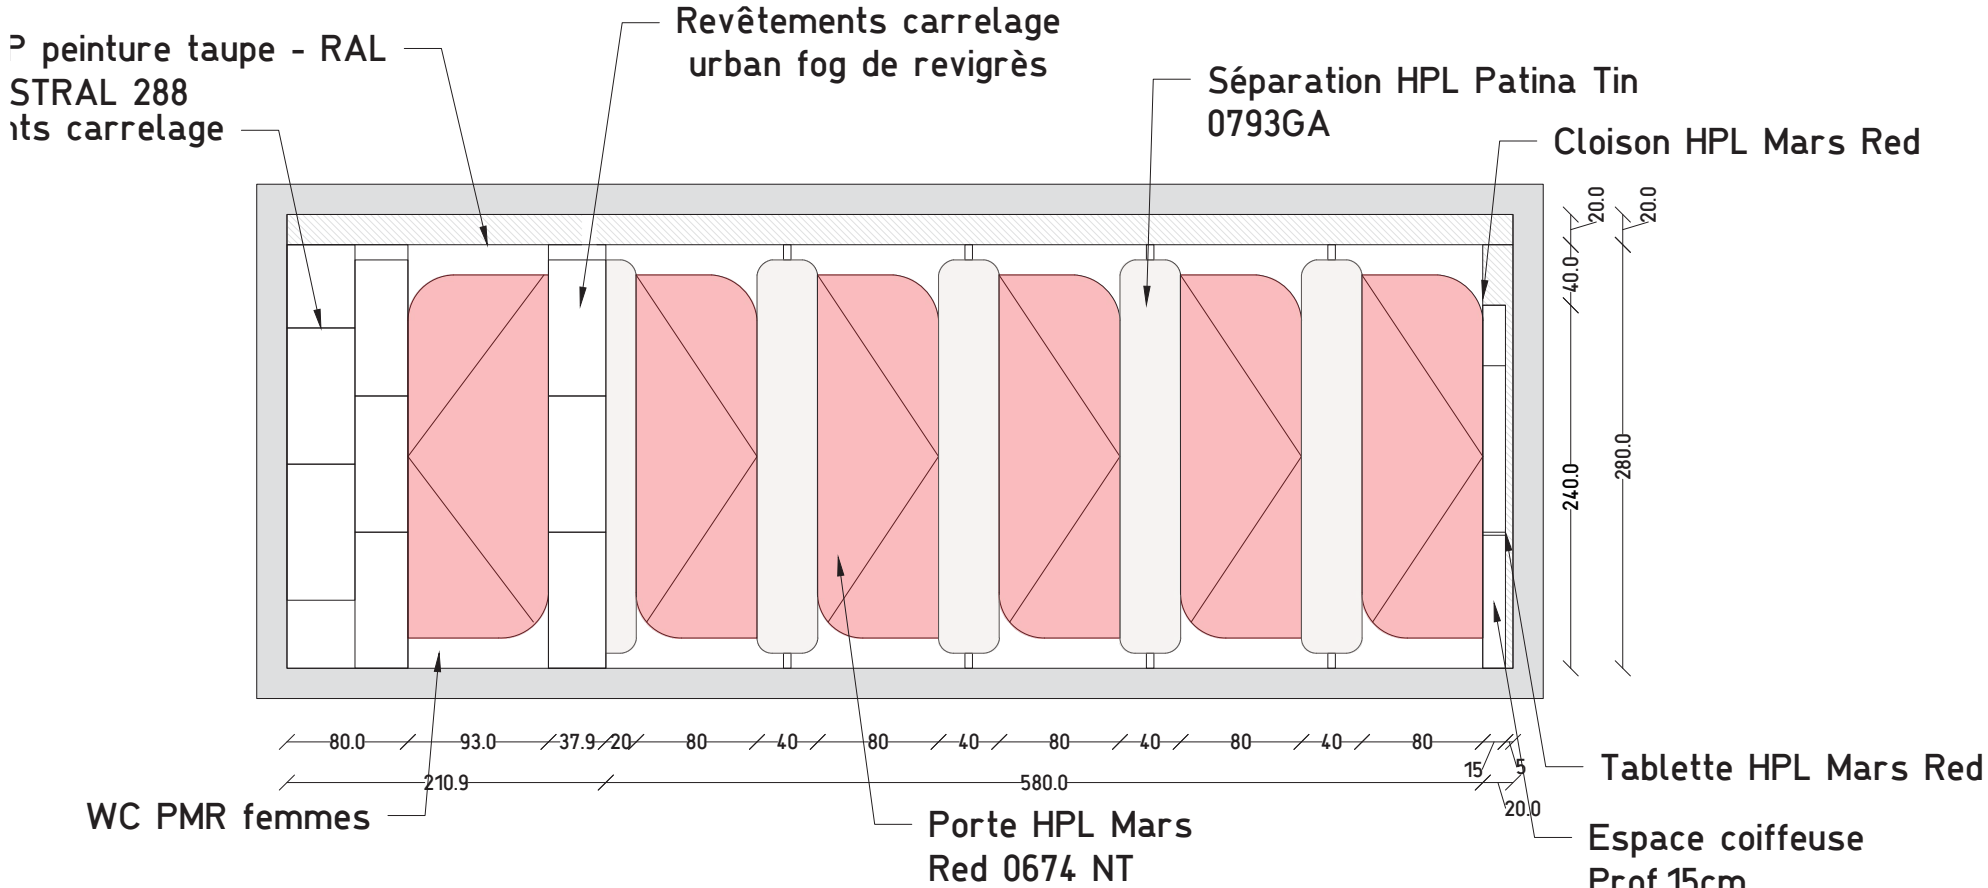 P peinture taupe - RAL
STRAL 288
nts carrelage
Revêtements carrelage
urban fog de revigrès
Séparation HPL Patina Tin
0793GA
Cloison HPL Mars Red
20.0
20.0
40.0
240.0
280.0
80.0
93.0
37.9
20
80
40
80
40
80
40
80
40
80
15
5
210.9
580.0
20.0
WC PMR femmes
Porte HPL Mars
Red 0674 NT
Tablette HPL Mars Red
Espace coiffeuse
Prof.15cm